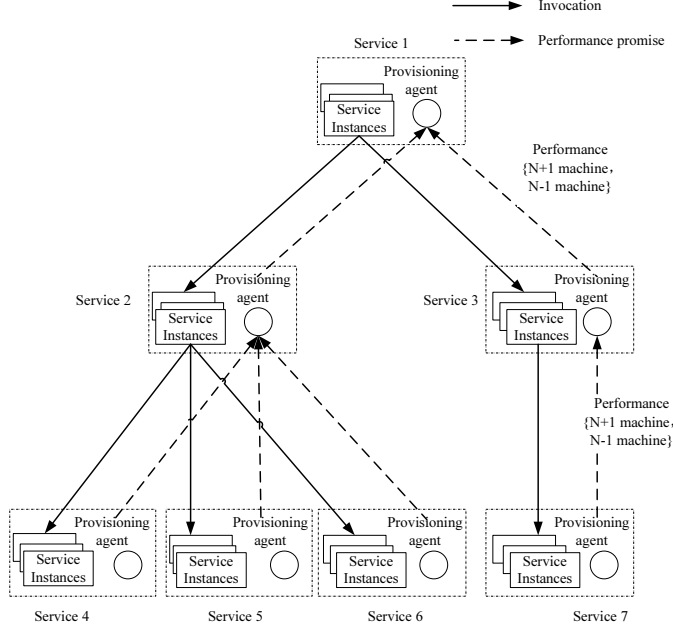 Invocation
Service 1
Performance promise
Provisioning
agent
Service
Instances
Performance
{N+1 machine,
N-1 machine}
Service 2
Provisioning
agent
Service
Instances
Service 3
Provisioning
agent
Service
Instances
Performance
{N+1 machine,
N-1 machine}
Provisioning
agent
Service
Instances
Provisioning
agent
Service
Instances
Provisioning
agent
Service
Instances
Provisioning
agent
Service
Instances
Service 4
Service 5
Service 6
Service 7